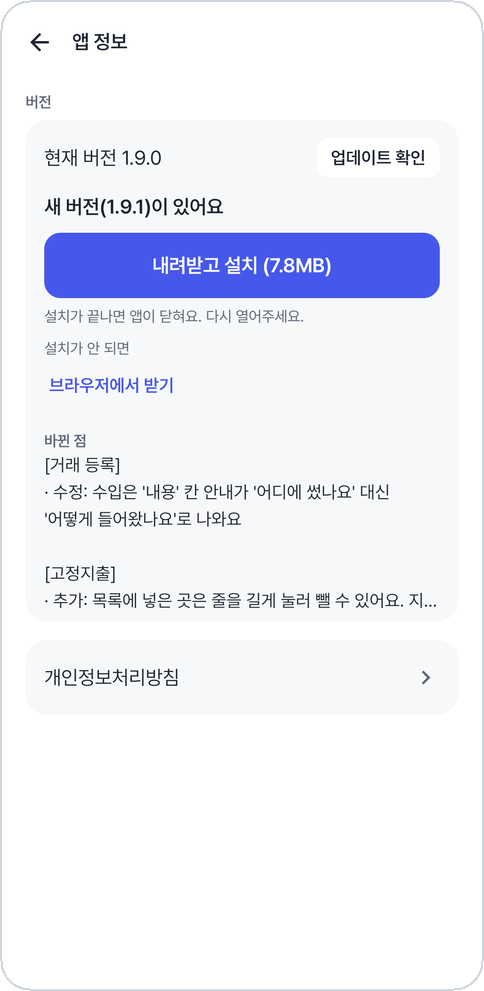 앱 정보
버전
현재 버전 1.9.0
업데이트 확인
새 버전(1.9.1)이 있어요
내려받고 설치 (7.8MB)
설치가 끝나면 앱이 닫혀요. 다시 열어주세요.
설치가 안 되면
브라우저에서 받기
바뀐 점
[거래 등록]
· 수정: 수입은 '내용' 칸 안내가 '어디에 썼나요' 대신
'어떻게 들어왔나요'로 나와요
[고정지출]
· 추가: 목록에 넣은 곳은 줄을 길게 눌러 뺄 수 있어요. 지...
개인정보처리방침